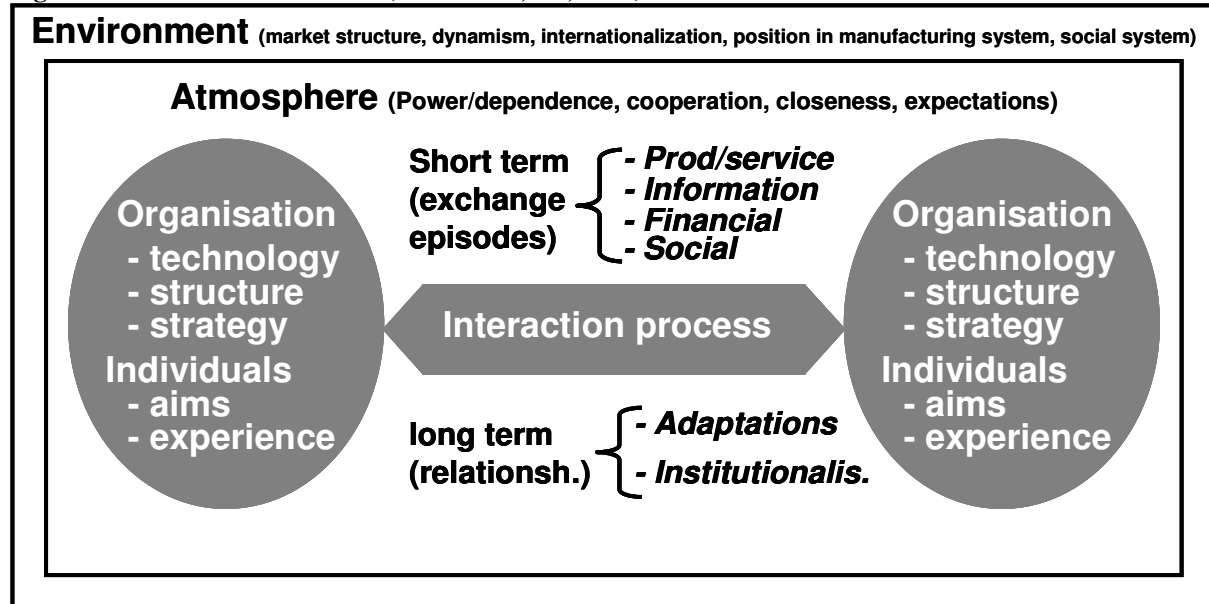 Environment (market structure, dynamism, internationalization, position in manufacturing system, social system)
Atmosphere (Power/dependence, cooperation, closeness, expectations)
Organisation
- technology
- structure
- strategy
Individuals
- aims
- experience
Short term
(exchange
episodes)
- Prod/service
- Information
- Financial
- Social
Interaction process
long term
(relationsh.)
- Adaptations
- Institutionalis.
Organisation
- technology
- structure
- strategy
Individuals
- aims
- experience